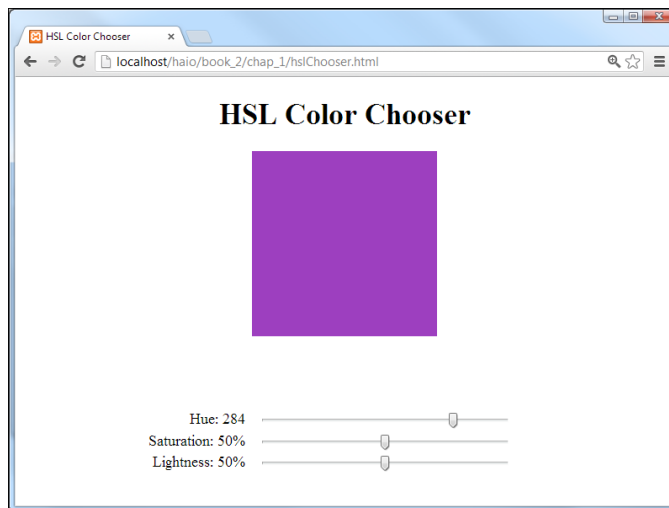 HSL Color Chooser
localhost/haio/book_2/chap_1/hslChooser.html
HSL Color Chooser
Hue: 284
Saturation: 50%
Lightness: 50%